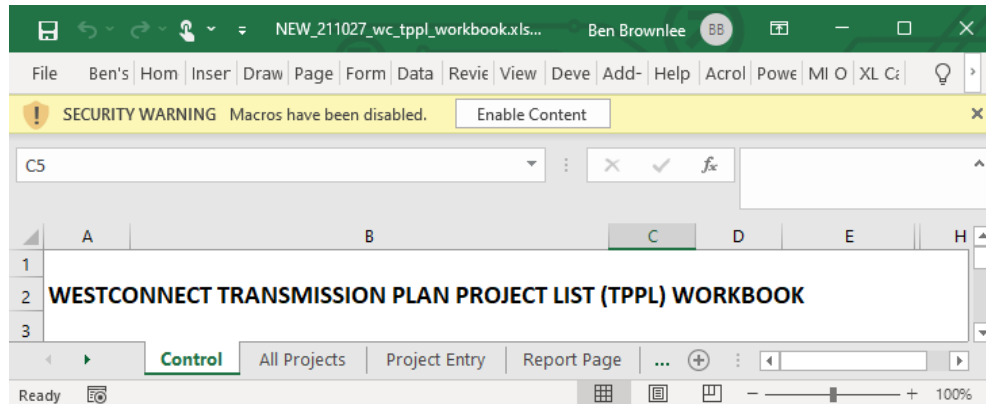 NEW_211027_wc_tppl_workbook.xls... Ben Brownlee BB
File Ben's Hom Inser Draw Page Form Data Revie View Deve Add- Help Acrol Powe MI O XL Ca
! SECURITY WARNING Macros have been disabled. Enable Content ×
C5 fx
A B C D E H
1
2 WESTCONNECT TRANSMISSION PLAN PROJECT LIST (TPPL) WORKBOOK
3
Control All Projects Project Entry Report Page ...
Ready 100%